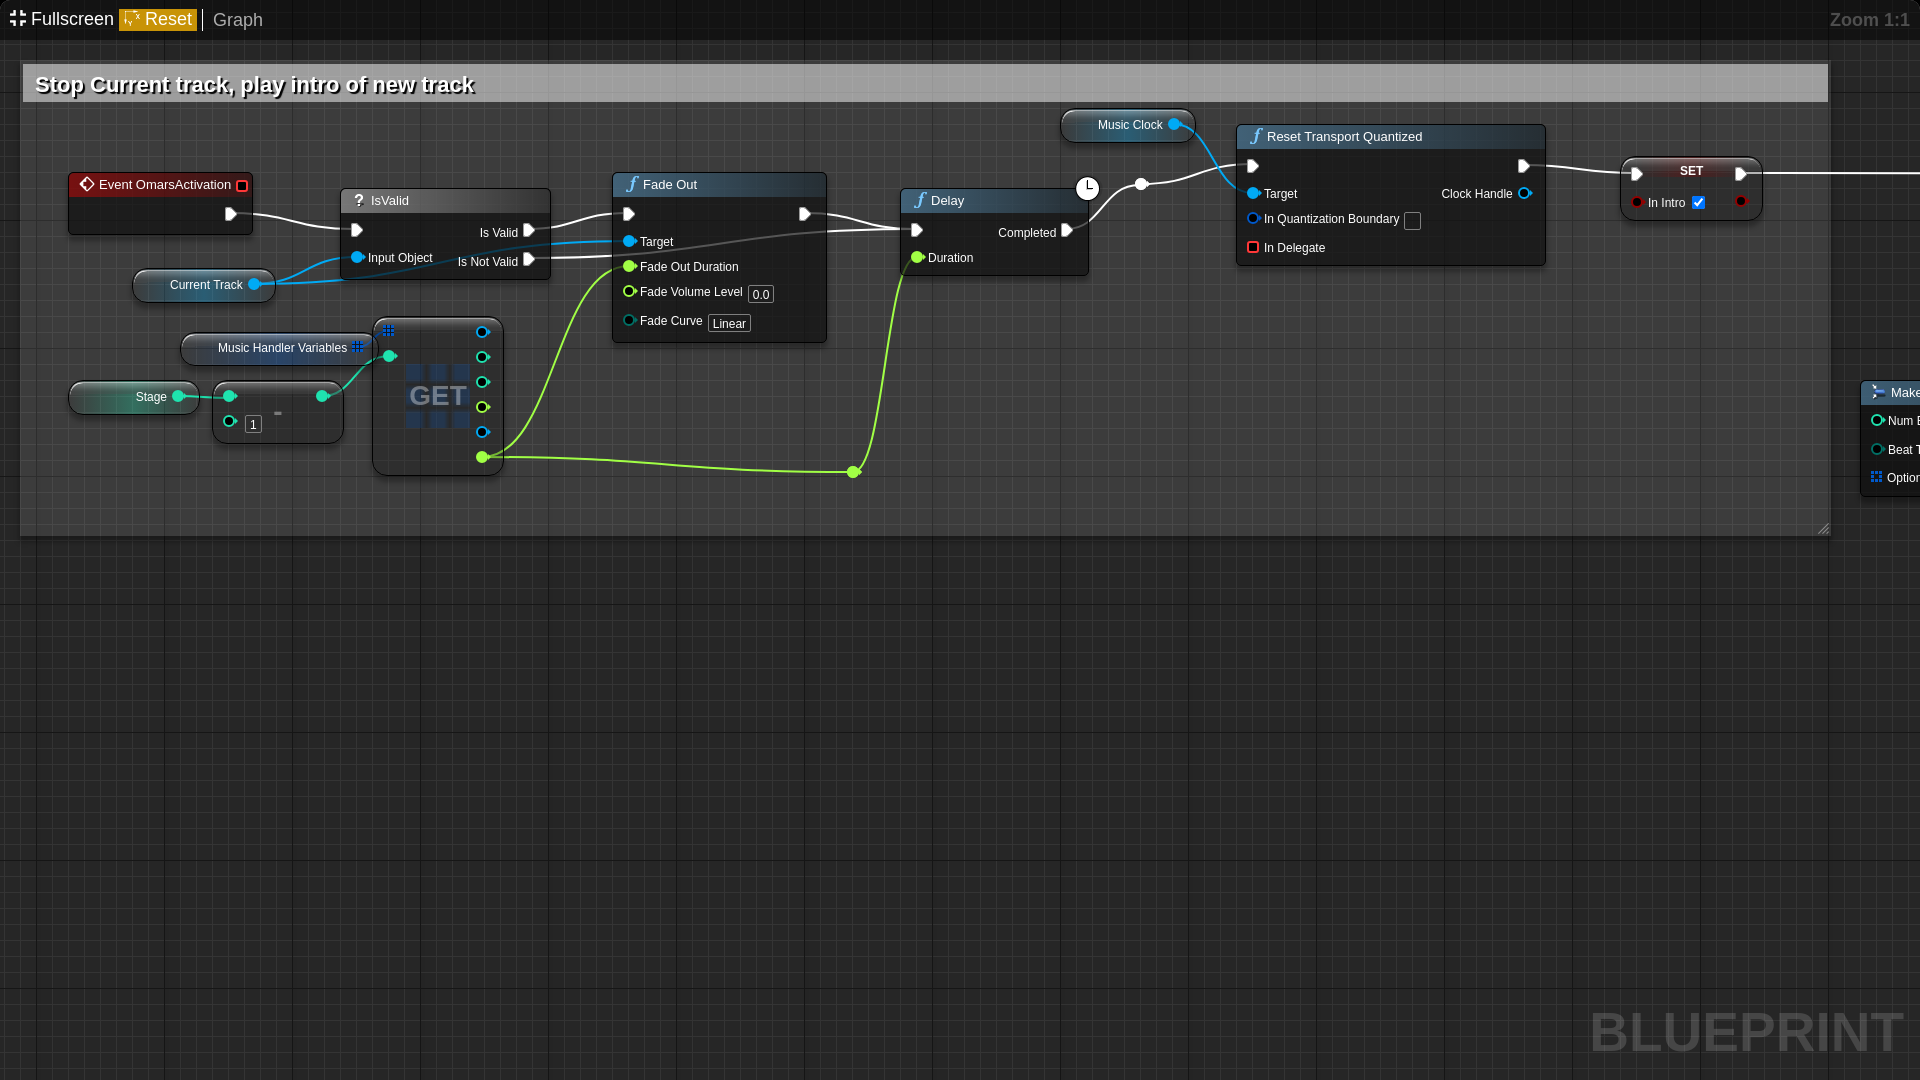 Fullscreen Reset Graph Zoom 1:1
Stop Current track, play intro of new track
Music Clock
Reset Transport Quantized
Target
Clock Handle
In Quantization Boundary
In Delegate
SET
In Intro
Event OmarsActivation
? IsValid
Is Valid
Input Object
Is Not Valid
Current Track
f Fade Out
Target
Fade Out Duration
Fade Volume Level 0.0
Fade Curve Linear
f Delay
Completed
Duration
Music Handler Variables
GET
Stage
- 
1
Make
Num
Beat
Option
BLUEPRINT